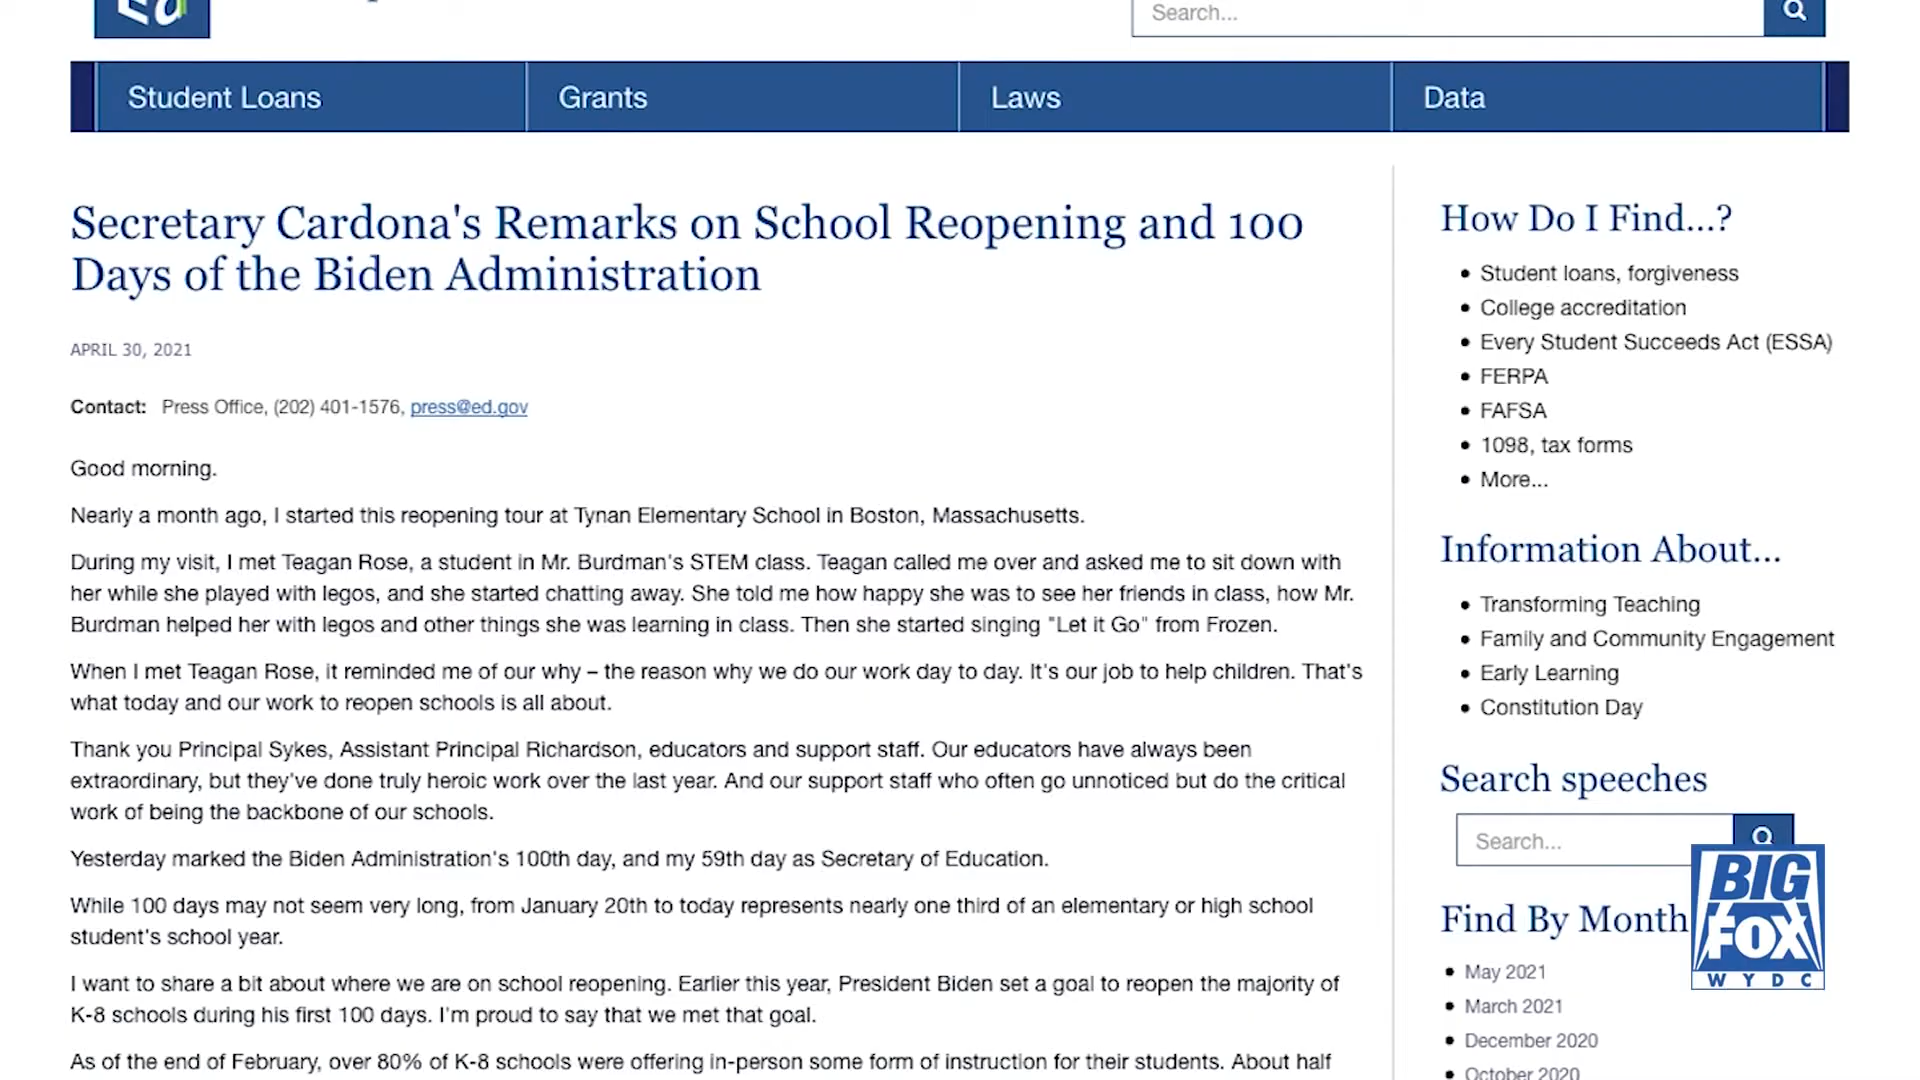 Ed
Search...
Student Loans
Grants
Laws
Data
Secretary Cardona's Remarks on School Reopening and 100
Days of the Biden Administration
APRIL 30, 2021
Contact: Press Office, (202) 401-1576, press@ed.gov
Good morning.
Nearly a month ago, I started this reopening tour at Tynan Elementary School in Boston, Massachusetts.
During my visit, I met Teagan Rose, a student in Mr. Burdman's STEM class. Teagan called me over and asked me to sit down with
her while she played with legos, and she started chatting away. She told me how happy she was to see her friends in class, how Mr.
Burdman helped her with legos and other things she was learning in class. Then she started singing "Let it Go" from Frozen.
When I met Teagan Rose, it reminded me of our why – the reason why we do our work day to day. It's our job to help children. That's
what today and our work to reopen schools is all about.
Thank you Principal Sykes, Assistant Principal Richardson, educators and support staff. Our educators have always been
extraordinary, but they've done truly heroic work over the last year. And our support staff who often go unnoticed but do the critical
work of being the backbone of our schools.
Yesterday marked the Biden Administration's 100th day, and my 59th day as Secretary of Education.
While 100 days may not seem very long, from January 20th to today represents nearly one third of an elementary or high school
student's school year.
I want to share a bit about where we are on school reopening. Earlier this year, President Biden set a goal to reopen the majority of
K-8 schools during his first 100 days. I'm proud to say that we met that goal.
As of the end of February, over 80% of K-8 schools were offering in-person some form of instruction for their students. About half
How Do I Find...?
Student loans, forgiveness
College accreditation
Every Student Succeeds Act (ESSA)
FERPA
FAFSA
1098, tax forms
More...
Information About...
Transforming Teaching
Family and Community Engagement
Early Learning
Constitution Day
Search speeches
Search...
Find By Month
May 2021
March 2021
December 2020
October 2020
BIG
FOX
WYDC